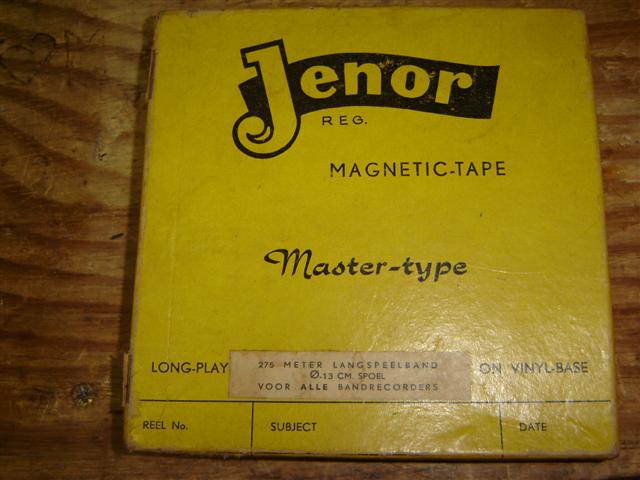 Jenor
REG.
MAGNETIC-TAPE
Master-type
LONG-PLAY
275 METER LANGSPEELBAND
Ø.13 CM. SPOEL
VOOR ALLE BANDRECORDERS
ON VINYL-BASE
REEL No.
SUBJECT
DATE